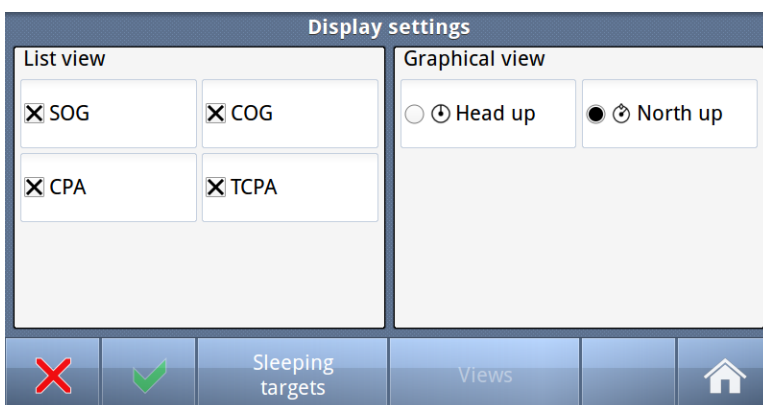 Display settings
List view
SOG
COG
CPA
TCPA
Graphical view
Head up
North up
Sleeping
targets
Views